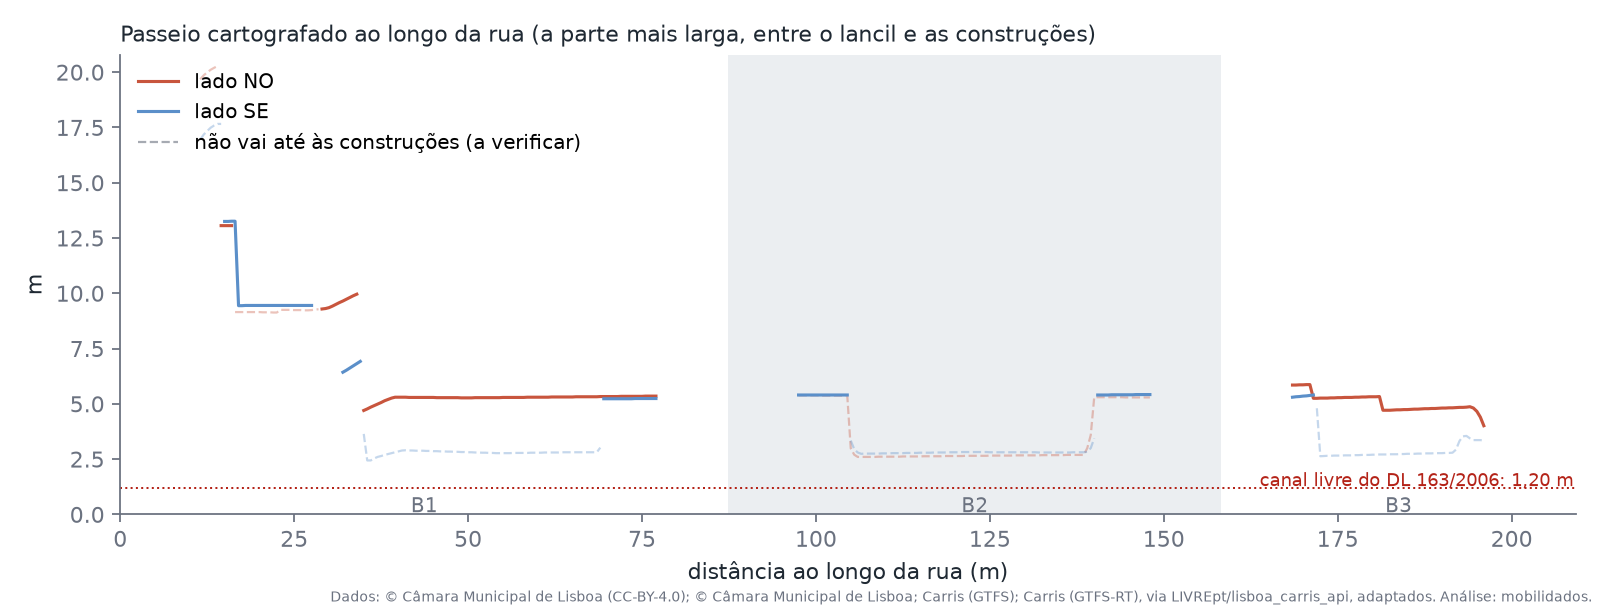 Passeio cartografado ao longo da rua (a parte mais larga, entre o lancil e as construções)
lado NO
lado SE
não vai até às construções (a verificar)
20.0
17.5
15.0
12.5
10.0
7.5
5.0
2.5
0.0
m
canal livre do DL 163/2006: 1,20 m
B1 B2 B3
0 25 50 75 100 125 150 175 200
distância ao longo da rua (m)
Dados: © Câmara Municipal de Lisboa (CC-BY-4.0); © Câmara Municipal de Lisboa; Carris (GTFS); Carris (GTFS-RT), via LIVREpt/lisboa_carris_api, adaptados. Análise: mobilidados.